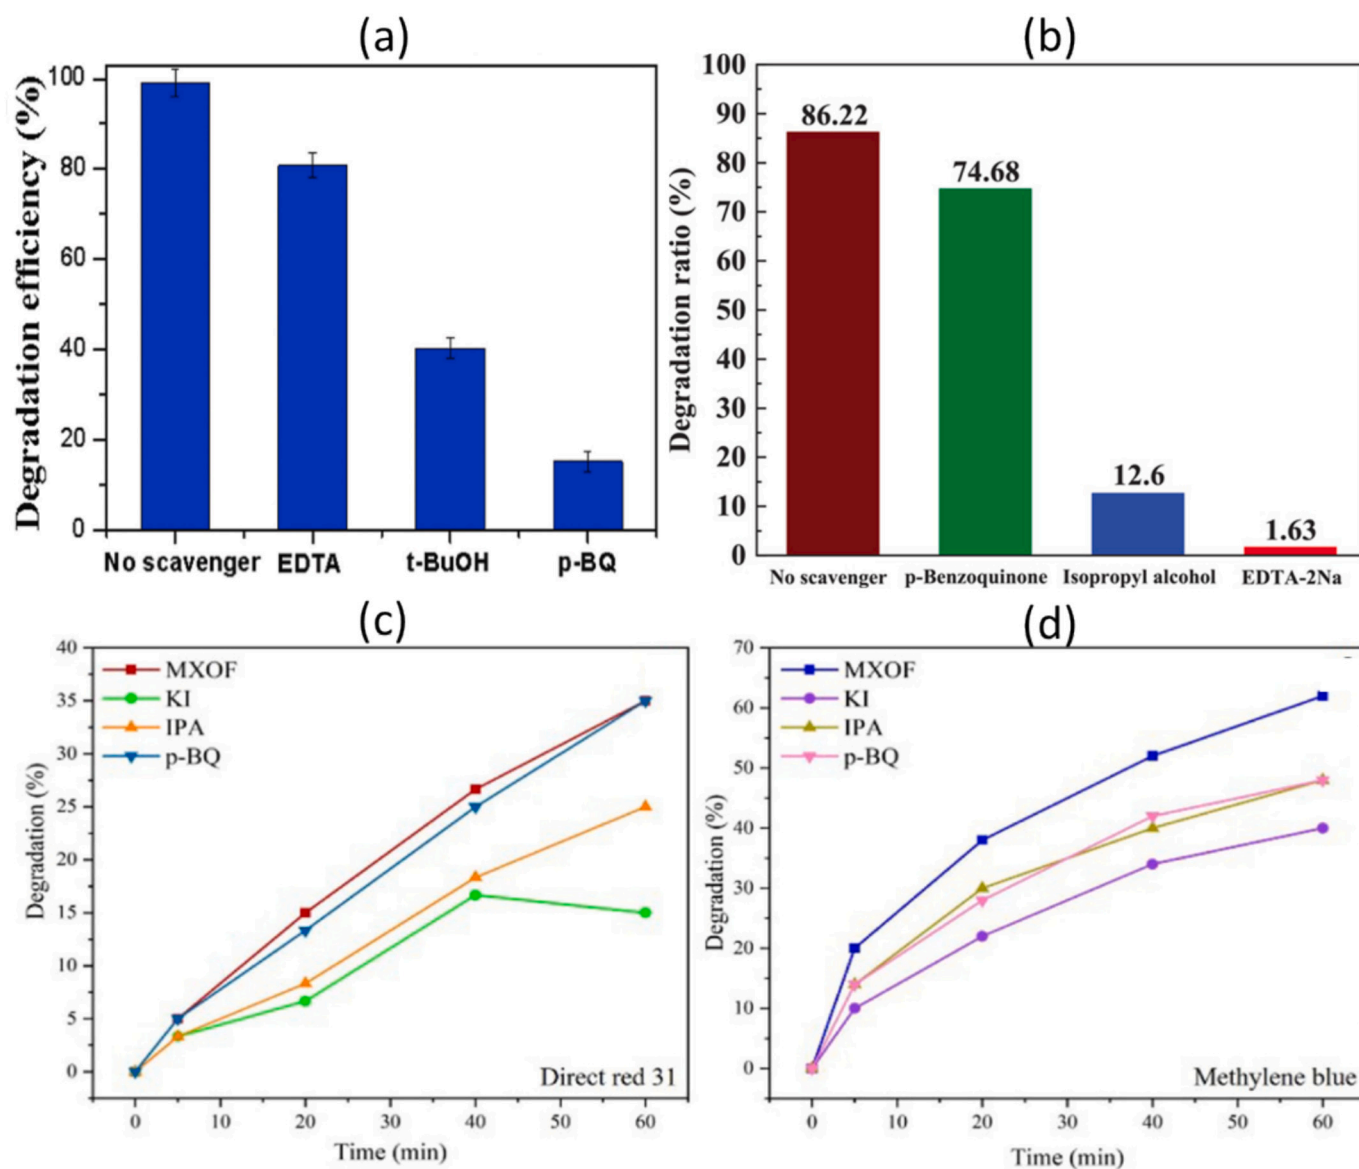 (a)
Degradation efficiency (%)
100
80
60
40
20
0
No scavenger EDTA t-BuOH p-BQ
(b)
Degradation ratio (%)
100
90
80
70
60
50
40
30
20
10
0
86.22
74.68
12.6
1.63
No scavenger p-Benzoquinone Isopropyl alcohol EDTA-2Na
(c)
Degradation (%)
40
35
30
25
20
15
10
5
0
MXOF
KI
IPA
p-BQ
Direct red 31
0 10 20 30 40 50 60
Time (min)
(d)
Degradation (%)
70
60
50
40
30
20
10
0
MXOF
KI
IPA
p-BQ
Methylene blue
0 10 20 30 40 50 60
Time (min)